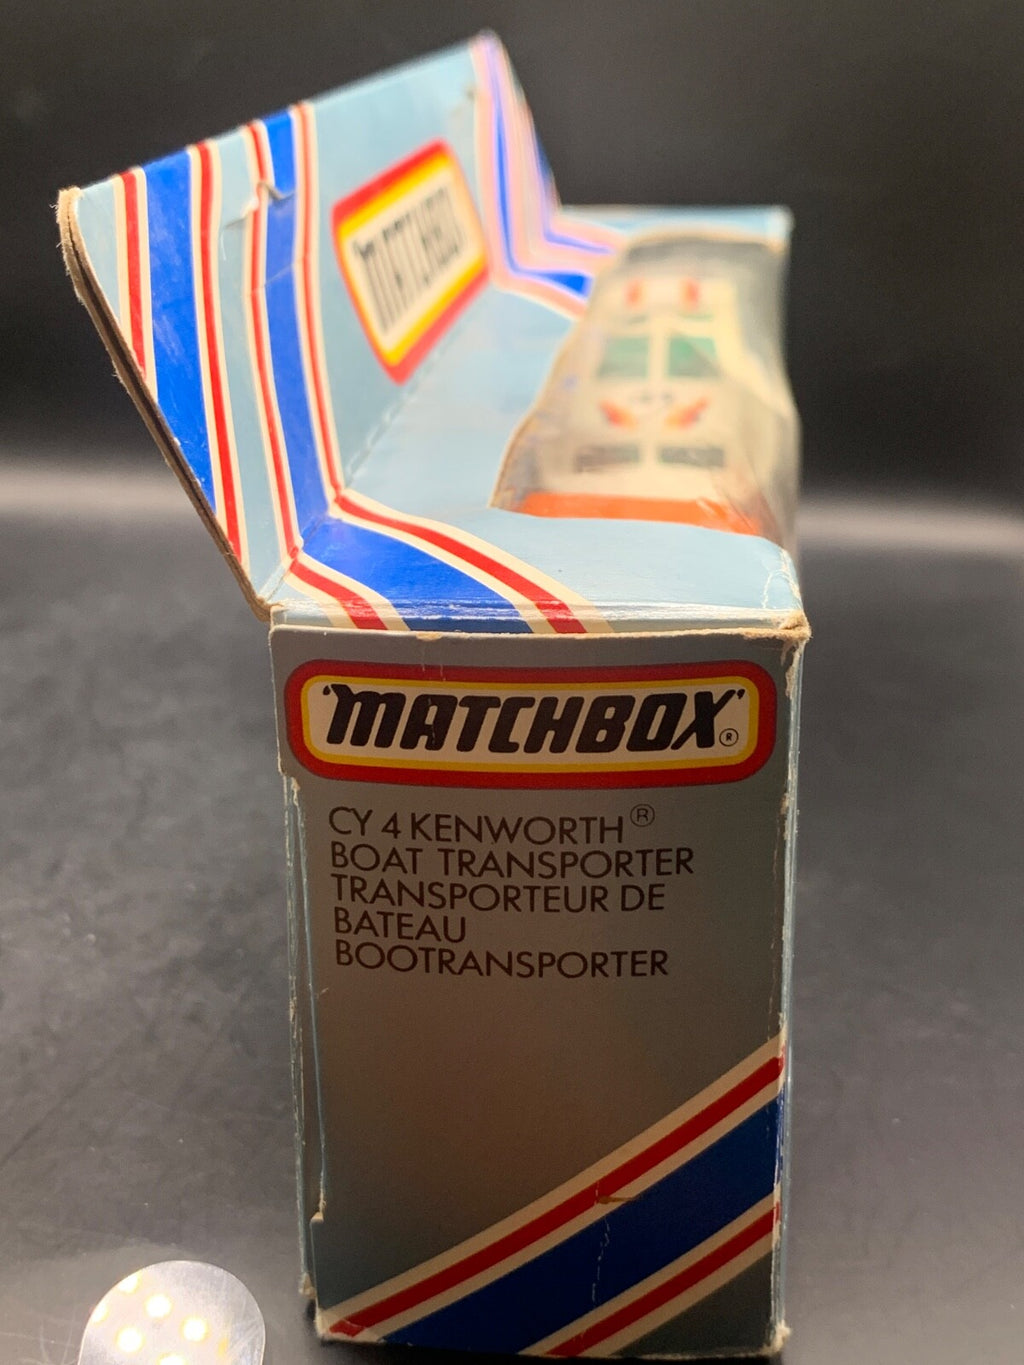 MATCHBOX
'MATCHBOX'®
CY 4 KENWORTH®
BOAT TRANSPORTER
TRANSPORTEUR DE
BATEAU
BOOTRANSPORTER